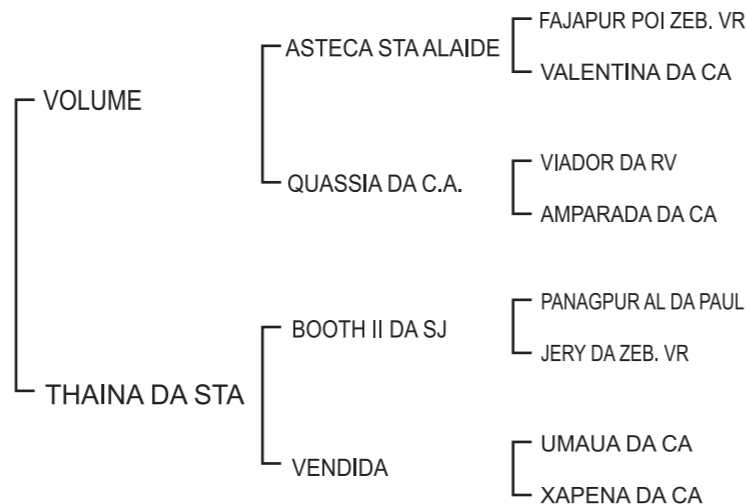 FAJAPUR POI ZEB. VR
ASTECA STA ALAIDE
VALENTINA DA CA
VOLUME
VIADOR DA RV
QUASSIA DA C.A.
AMPARADA DA CA
PANAGPUR AL DA PAUL
BOOTH II DA SJ
JERY DA ZEB. VR
THAINA DA STA
UMAUA DA CA
VENDIDA
XAPENA DA CA